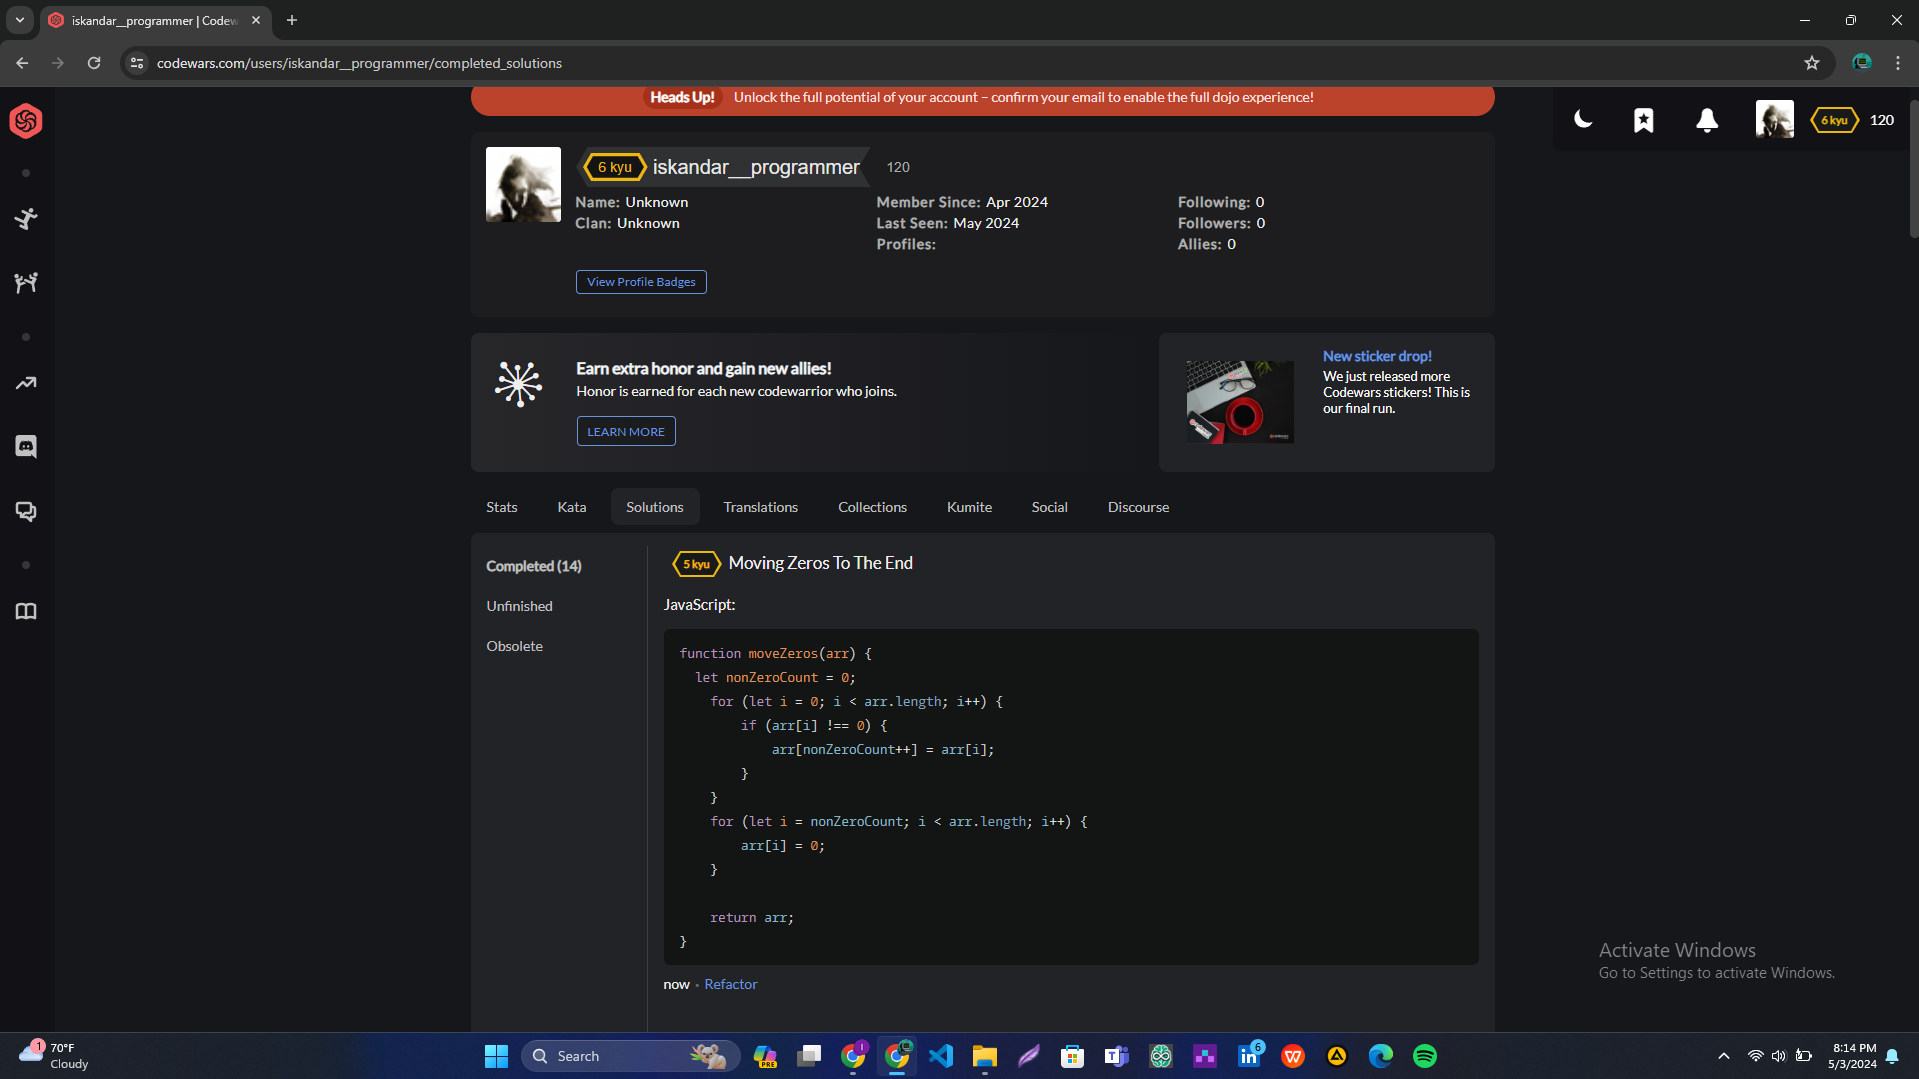 iskandar__programmer | Codew
codewars.com/users/iskandar__programmer/completed_solutions
Heads Up! Unlock the full potential of your account – confirm your email to enable the full dojo experience!
6 kyu 120
6 kyu iskandar__programmer 120
Name: Unknown
Clan: Unknown
Member Since: Apr 2024
Last Seen: May 2024
Profiles:
Following: 0
Followers: 0
Allies: 0
View Profile Badges
Earn extra honor and gain new allies!
Honor is earned for each new codewarrior who joins.
LEARN MORE
New sticker drop!
We just released more
Codewars stickers! This is
our final run.
Stats Kata Solutions Translations Collections Kumite Social Discourse
Completed (14)
Unfinished
Obsolete
5 kyu Moving Zeros To The End
JavaScript:
function moveZeros(arr) {
let nonZeroCount = 0;
for (let i = 0; i < arr.length; i++) {
if (arr[i] !== 0) {
arr[nonZeroCount++] = arr[i];
}
}
for (let i = nonZeroCount; i < arr.length; i++) {
arr[i] = 0;
}
return arr;
}
now • Refactor
Activate Windows
Go to Settings to activate Windows.
1
70°F
Cloudy
Search
PRE
I
6
8:14 PM
5/3/2024